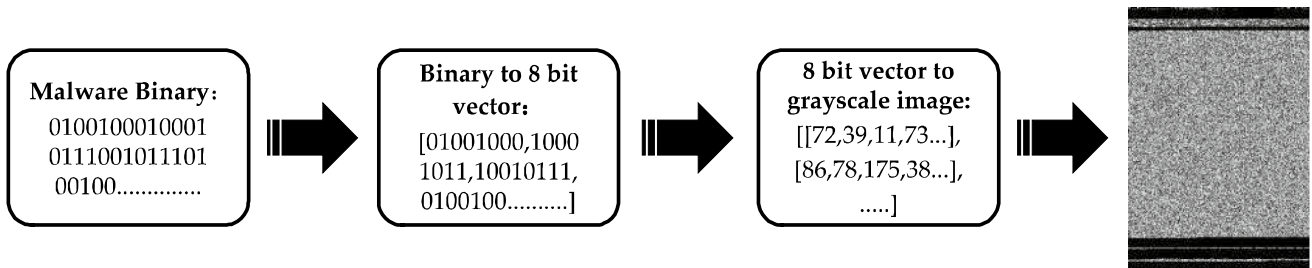 Malware Binary:
0100100010001
0111001011101
00100..............
Binary to 8 bit
vector:
[01001000,1000
1011,10010111,
0100100..........]
8 bit vector to
grayscale image:
[[72,39,11,73...],
[86,78,175,38...],
.....]